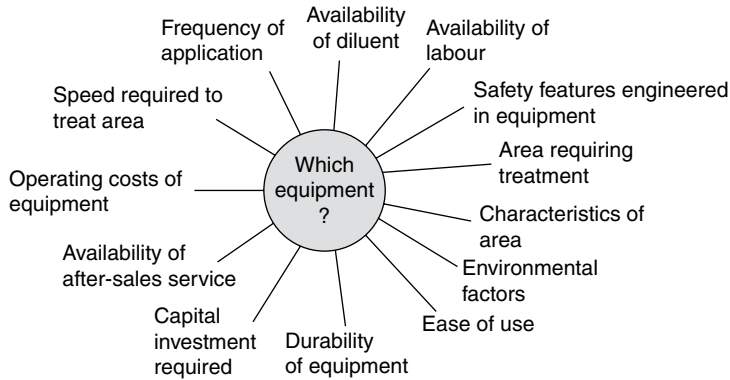 Frequency of
application
Availability
of diluent
Availability of
labour
Speed required to
treat area
Safety features engineered
in equipment
Area requiring
treatment
Which
equipment
?
Operating costs of
equipment
Characteristics of
area
Availability of
after-sales service
Environmental
factors
Capital
investment
required
Durability
of equipment
Ease of use